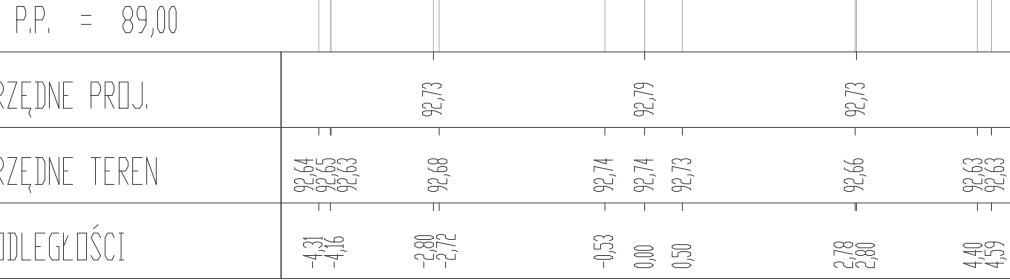 P.P. = 89,00
RZĘDNE PROJ. 92,73 92,79 92,73
RZĘDNE TEREN 92,64 92,65 92,63 92,68 92,74 92,74 92,73 92,66 92,63 92,63
ODLEGŁOŚCI -4,31 -4,16 -2,80 -2,72 -0,53 0,00 0,50 2,78 2,80 4,40 4,59